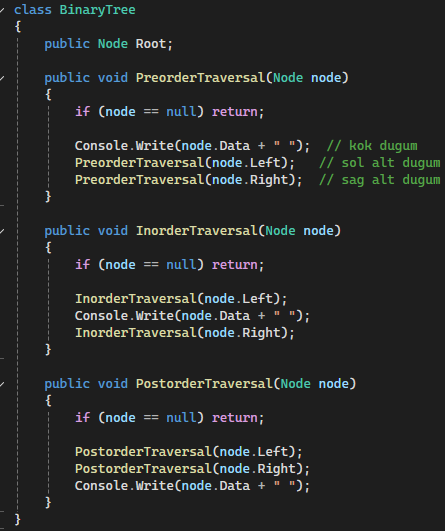 class BinaryTree
{
    public Node Root;

    public void PreorderTraversal(Node node)
    {
        if (node == null) return;

        Console.Write(node.Data + " ");  // kok dugum
        PreorderTraversal(node.Left);   // sol alt dugum
        PreorderTraversal(node.Right);  // sag alt dugum
    }

    public void InorderTraversal(Node node)
    {
        if (node == null) return;

        InorderTraversal(node.Left);
        Console.Write(node.Data + " ");
        InorderTraversal(node.Right);
    }

    public void PostorderTraversal(Node node)
    {
        if (node == null) return;

        PostorderTraversal(node.Left);
        PostorderTraversal(node.Right);
        Console.Write(node.Data + " ");
    }
}